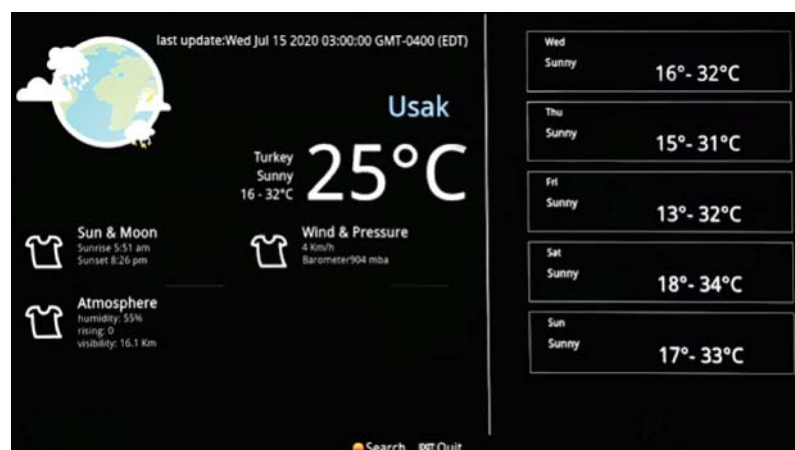 last update:Wed Jul 15 2020 03:00:00 GMT-0400 (EDT)
Usak
Turkey
Sunny
16 - 32°C
25°C
Sun & Moon
Sunrise 5:51 am
Sunset 8:26 pm
Wind & Pressure
4 Km/h
Barometer904 mba
Atmosphere
humidity: 55%
rising: 0
visibility: 16.1 Km
Wed
Sunny
16°- 32°C
Thu
Sunny
15°- 31°C
Fri
Sunny
13°- 32°C
Sat
Sunny
18°- 34°C
Sun
Sunny
17°- 33°C
Search
Quit